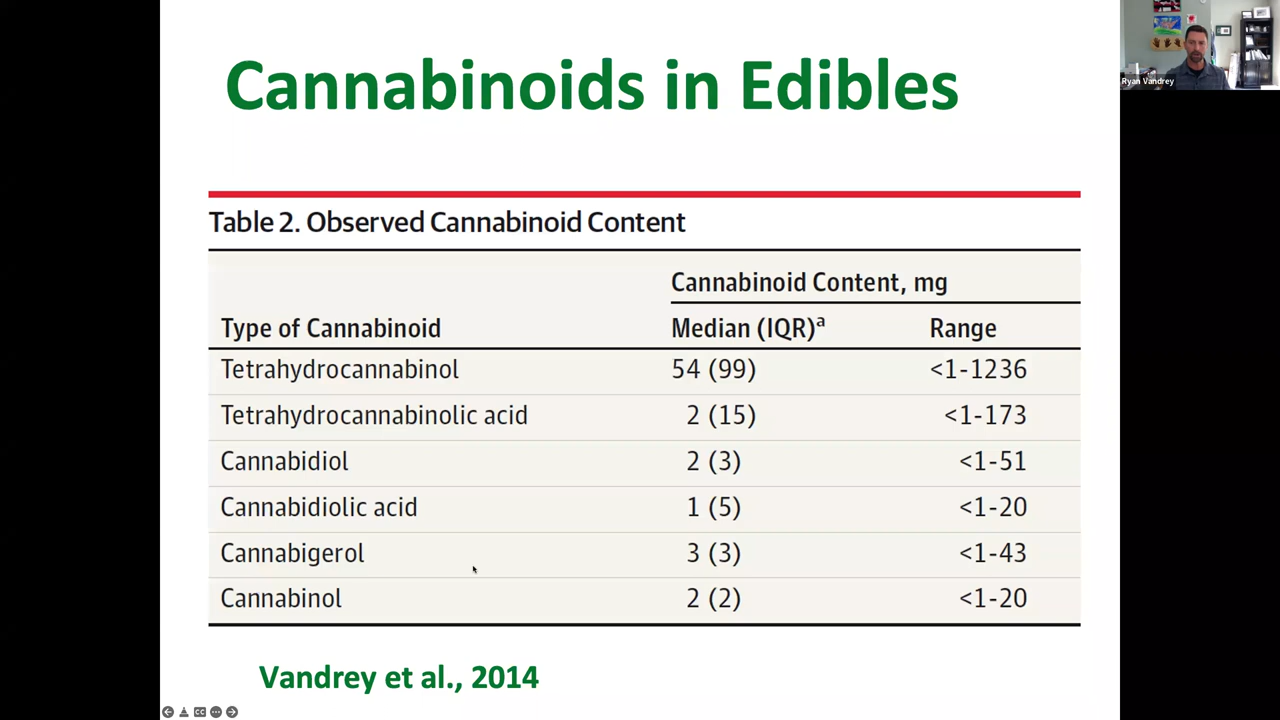 Cannabinoids in Edibles
Ryan Vandrey
Table 2. Observed Cannabinoid Content
Cannabinoid Content, mg
Type of Cannabinoid Median (IQR)a Range
Tetrahydrocannabinol 54 (99) <1-1236
Tetrahydrocannabinolic acid 2 (15) <1-173
Cannabidiol 2 (3) <1-51
Cannabidiolic acid 1 (5) <1-20
Cannabigerol 3 (3) <1-43
Cannabinol 2 (2) <1-20
Vandrey et al., 2014
CC